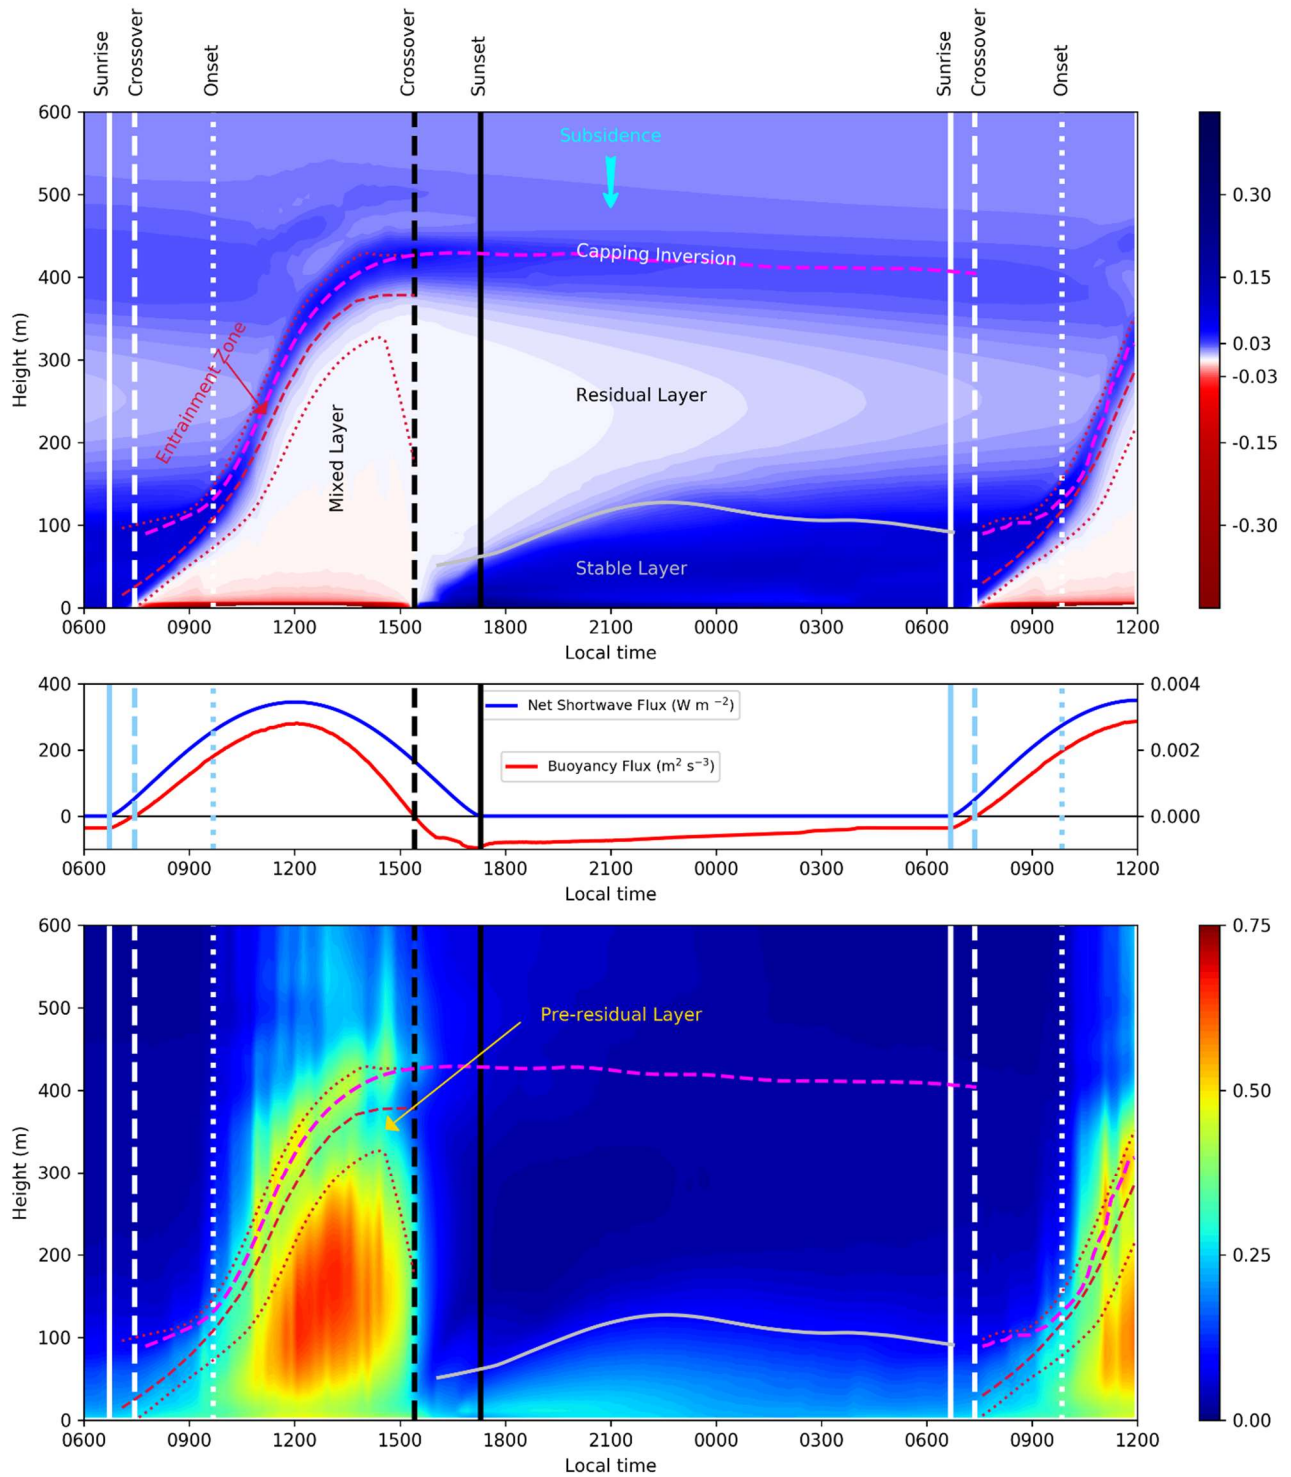 Sunrise
Crossover
Onset
Crossover
Sunset
Sunrise
Crossover
Onset
600
500
400
300
200
100
0
Height (m)
Subsidence
Capping Inversion
Entrainment Zone
Mixed Layer
Residual Layer
Stable Layer
0.30
0.15
0.03
-0.03
-0.15
-0.30
0600 0900 1200 1500 1800 2100 0000 0300 0600 0900 1200
Local time
400
200
0
Net Shortwave Flux (W m −2)
Buoyancy Flux (m2 s−3)
0.004
0.002
0.000
0600 0900 1200 1500 1800 2100 0000 0300 0600 0900 1200
Local time
600
500
400
300
200
100
0
Height (m)
Pre-residual Layer
0.75
0.50
0.25
0.00
0600 0900 1200 1500 1800 2100 0000 0300 0600 0900 1200
Local time